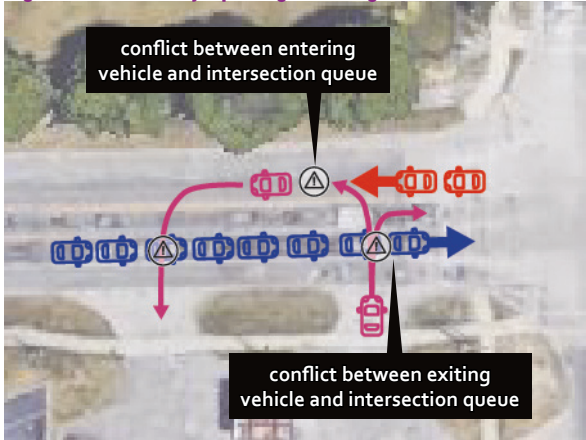 conflict between entering
vehicle and intersection queue
conflict between exiting
vehicle and intersection queue